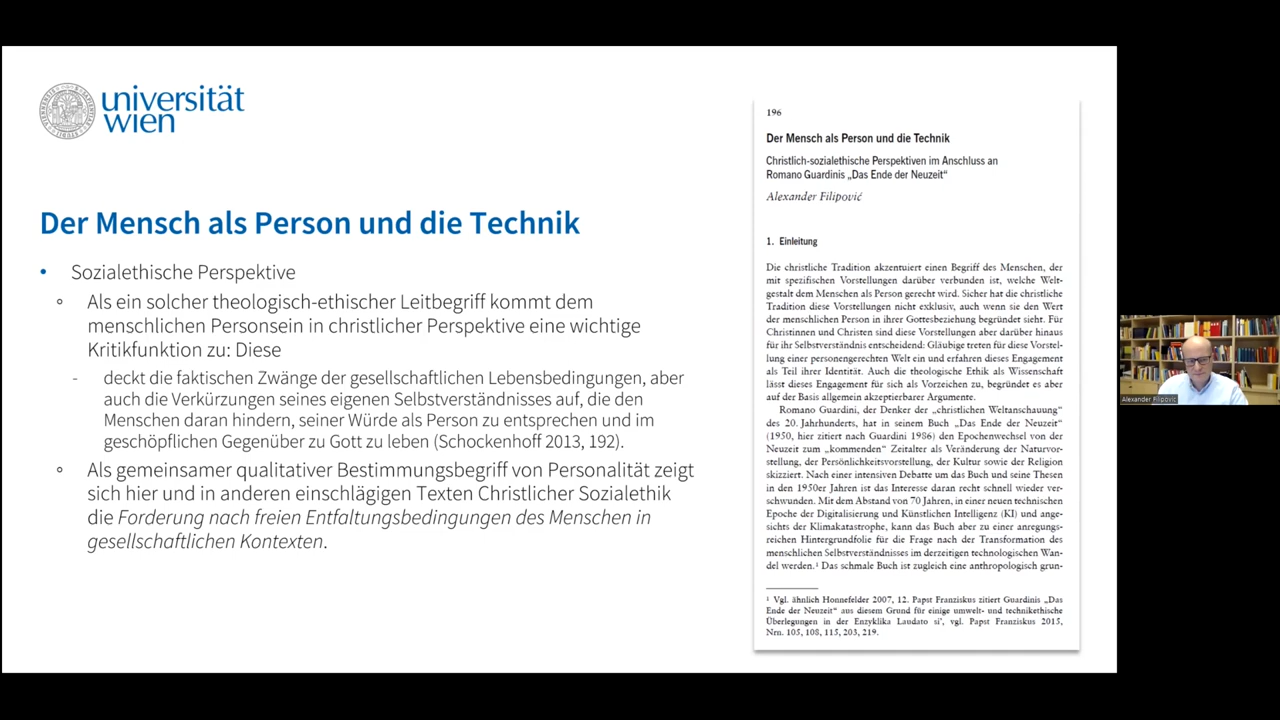 universität
wien
Der Mensch als Person und die Technik
• Sozialethische Perspektive
◦ Als ein solcher theologisch-ethischer Leitbegriff kommt dem
menschlichen Personsein in christlicher Perspektive eine wichtige
Kritikfunktion zu: Diese
- deckt die faktischen Zwänge der gesellschaftlichen Lebensbedingungen, aber
auch die Verkürzungen seines eigenen Selbstverständnisses auf, die den
Menschen daran hindern, seiner Würde als Person zu entsprechen und im
geschöpflichen Gegenüber zu Gott zu leben (Schockenhoff 2013, 192).
◦ Als gemeinsamer qualitativer Bestimmungsbegriff von Personalität zeigt
sich hier und in anderen einschlägigen Texten Christlicher Sozialethik
die Forderung nach freien Entfaltungsbedingungen des Menschen in
gesellschaftlichen Kontexten.
196
Der Mensch als Person und die Technik
Christlich-sozialethische Perspektiven im Anschluss an
Romano Guardinis „Das Ende der Neuzeit“
Alexander Filipović
1. Einleitung
Die christliche Tradition akzentuiert einen Begriff des Menschen, der
mit spezifischen Vorstellungen darüber verbunden ist, welche Welt-
gestalt dem Menschen als Person gerecht wird. Sicher hat die christliche
Tradition diese Vorstellungen nicht exklusiv, auch wenn sie den Wert
der menschlichen Person in ihrer Gottesbeziehung begründet sieht. Für
Christinnen und Christen sind diese Vorstellungen aber darüber hinaus
für ihr Selbstverständnis entscheidend: Gläubige treten für diese Vorstel-
lung einer personengerechten Welt ein und erfahren dieses Engagement
als Teil ihrer Identität. Auch die theologische Ethik als Wissenschaft
lässt dieses Engagement für sich als Vorzeichen zu, begründet es aber
auf der Basis allgemein akzeptierbarer Argumente.
Romano Guardini, der Denker der „christlichen Weltanschauung“
des 20. Jahrhunderts, hat in seinem Buch „Das Ende der Neuzeit“
(1950, hier zitiert nach Guardini 1986) den Epochenwechsel von der
Neuzeit zum „kommenden“ Zeitalter als Veränderung der Naturvor-
stellung, der Persönlichkeitsvorstellung, der Kultur sowie der Religion
skizziert. Nach einer intensiven Debatte um das Buch und seine Thesen
in den 1950er Jahren ist das Interesse daran recht schnell wieder ver-
schwunden. Mit dem Abstand von 70 Jahren, in einer neuen technischen
Epoche der Digitalisierung und Künstlichen Intelligenz (KI) und ange-
sichts der Klimakatastrophe, kann das Buch aber zu einer anregungs-
reichen Hintergrundfolie für die Frage nach der Transformation des
menschlichen Selbstverständnisses im derzeitigen technologischen Wan-
del werden.¹ Das schmale Buch ist zugleich eine anthropologisch grun-
¹ Vgl. ähnlich Honnefelder 2007, 12. Papst Franziskus zitiert Guardinis „Das
Ende der Neuzeit“ aus diesem Grund für einige umwelt- und technikethische
Überlegungen in der Enzyklika Laudato si’, vgl. Papst Franziskus 2015,
Nrn. 105, 108, 115, 203, 219.
Alexander Filipovic